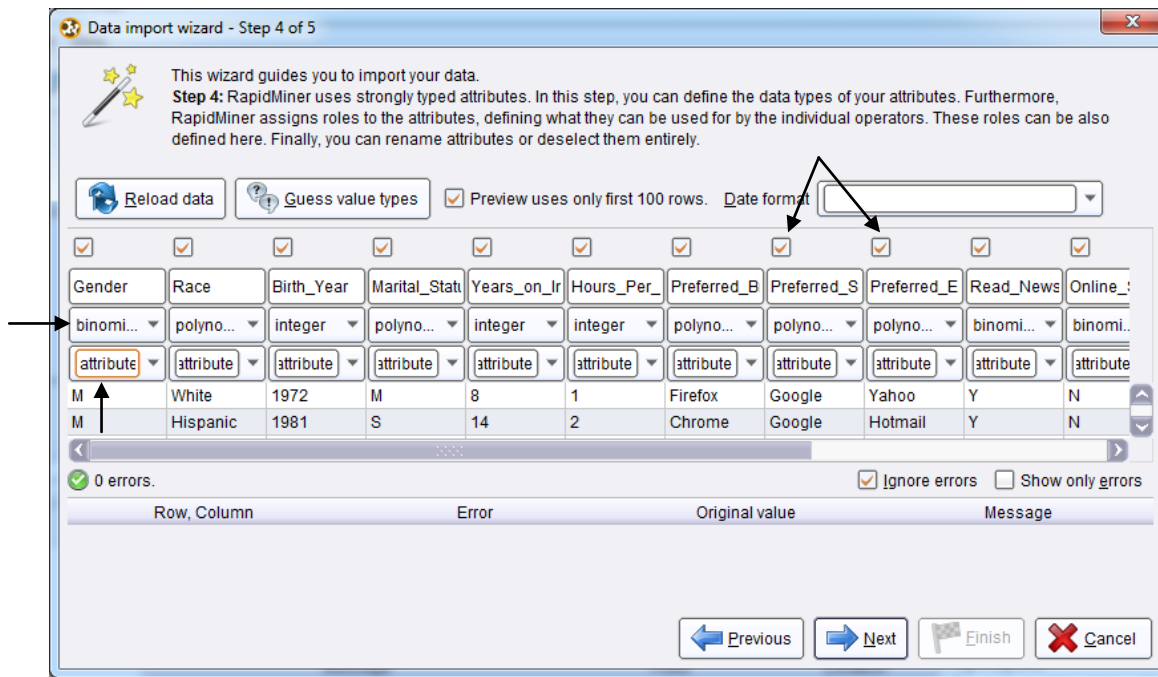 Data import wizard - Step 4 of 5
This wizard guides you to import your data.
Step 4: RapidMiner uses strongly typed attributes. In this step, you can define the data types of your attributes. Furthermore,
RapidMiner assigns roles to the attributes, defining what they can be used for by the individual operators. These roles can be also
defined here. Finally, you can rename attributes or deselect them entirely.
Reload data Guess value types Preview uses only first 100 rows. Date format
Gender Race Birth_Year Marital_Statu Years_on_In Hours_Per_ Preferred_B Preferred_S Preferred_E Read_News Online_S
binomi... polyno... integer polyno... integer integer polyno... polyno... polyno... binomi... binomi...
attribute attribute attribute attribute attribute attribute attribute attribute attribute attribute attribute
M White 1972 M 8 1 Firefox Google Yahoo Y N
M Hispanic 1981 S 14 2 Chrome Google Hotmail Y N
0 errors. Ignore errors Show only errors
Row, Column Error Original value Message
Previous Next Finish Cancel